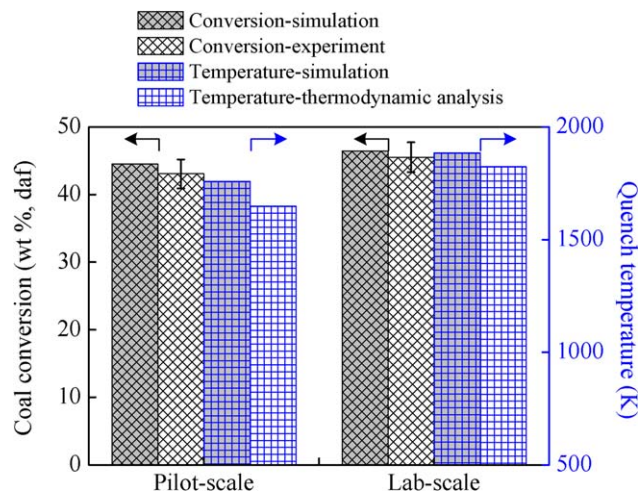 Conversion-simulation
Conversion-experiment
Temperature-simulation
Temperature-thermodynamic analysis
50
40
30
20
10
0
Coal conversion (wt %, daf)
2000
1500
1000
500
Quench temperature (K)
Pilot-scale
Lab-scale